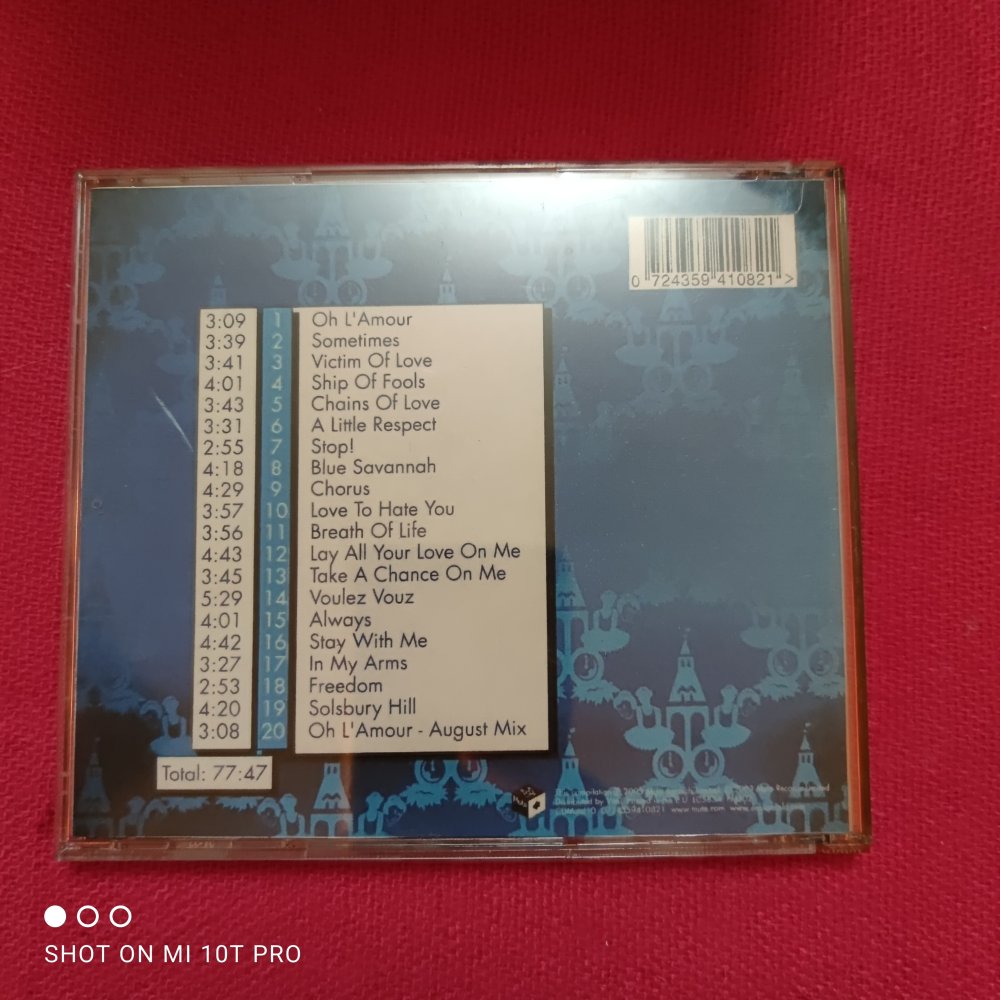 0 724359 410821 >
3:09 1 Oh L'Amour
3:39 2 Sometimes
3:41 3 Victim Of Love
4:01 4 Ship Of Fools
3:43 5 Chains Of Love
3:31 6 A Little Respect
2:55 7 Stop!
4:18 8 Blue Savannah
4:29 9 Chorus
3:57 10 Love To Hate You
3:56 11 Breath Of Life
4:43 12 Lay All Your Love On Me
3:45 13 Take A Chance On Me
5:29 14 Voulez Vouz
4:01 15 Always
4:42 16 Stay With Me
3:27 17 In My Arms
2:53 18 Freedom
4:20 19 Solsbury Hill
3:08 20 Oh L'Amour - August Mix
Total: 77:47
Mute
Distributed by
www.mute.com
SHOT ON MI 10T PRO